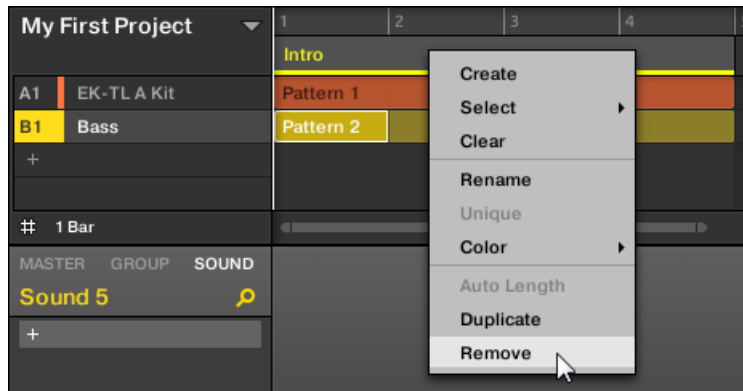 My First Project
1 2 3 4
Intro
A1 EK-TL A Kit
Pattern 1
B1 Bass
Pattern 2
+
# 1 Bar
MASTER GROUP SOUND
Sound 5
+
Create
Select
Clear
Rename
Unique
Color
Auto Length
Duplicate
Remove